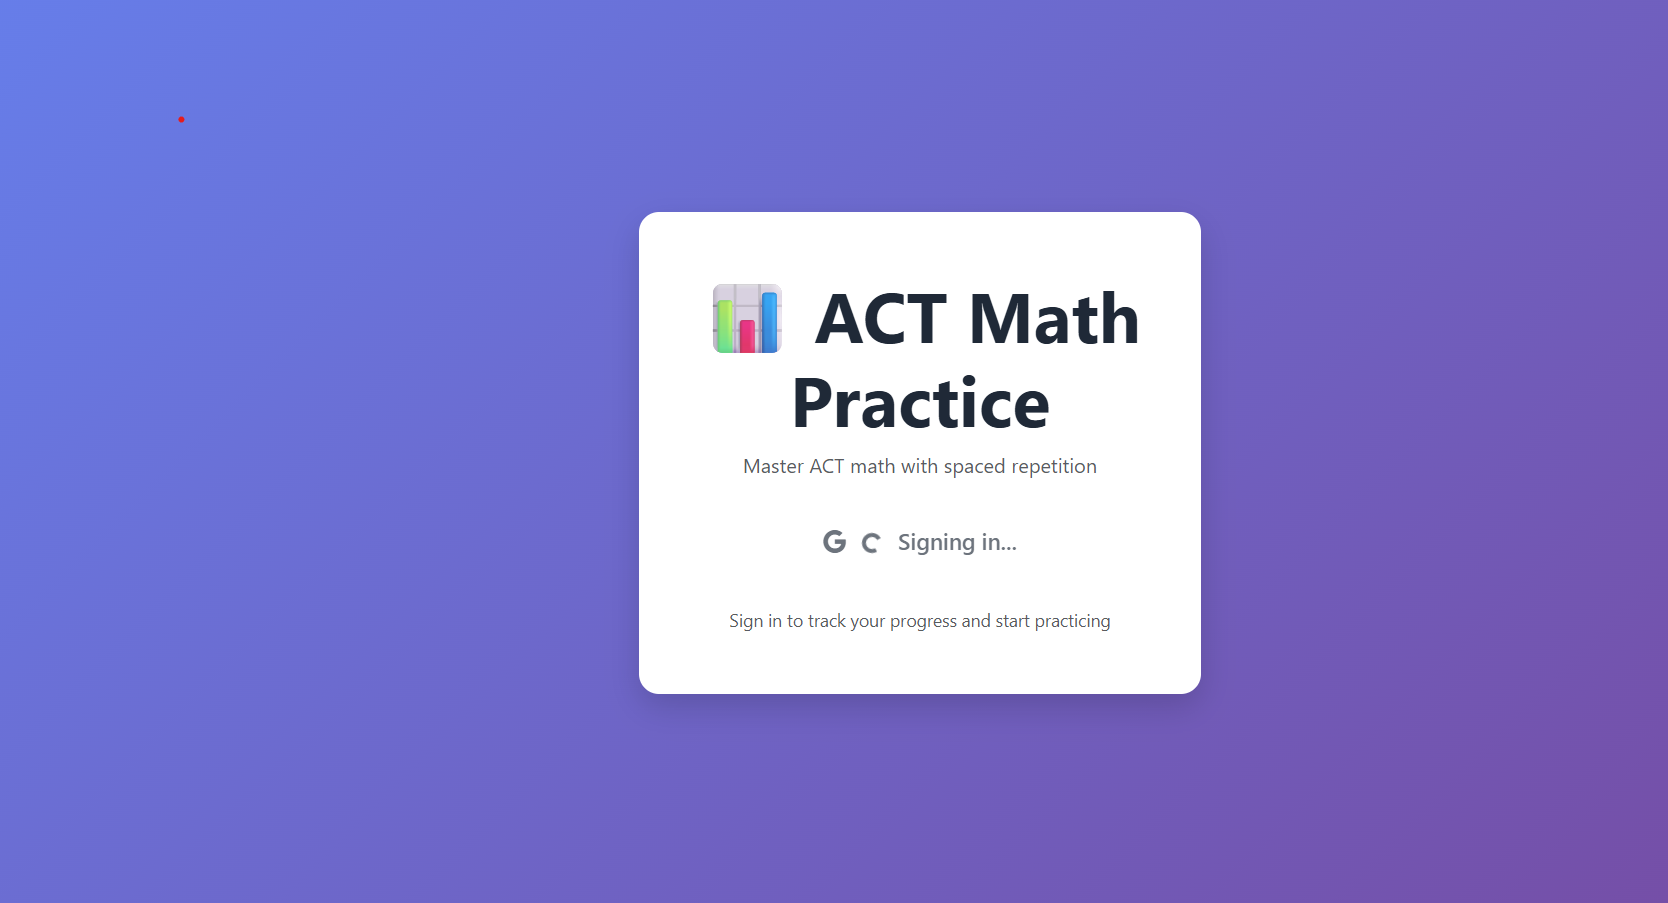 ACT Math
Practice
Master ACT math with spaced repetition
G Signing in...
Sign in to track your progress and start practicing